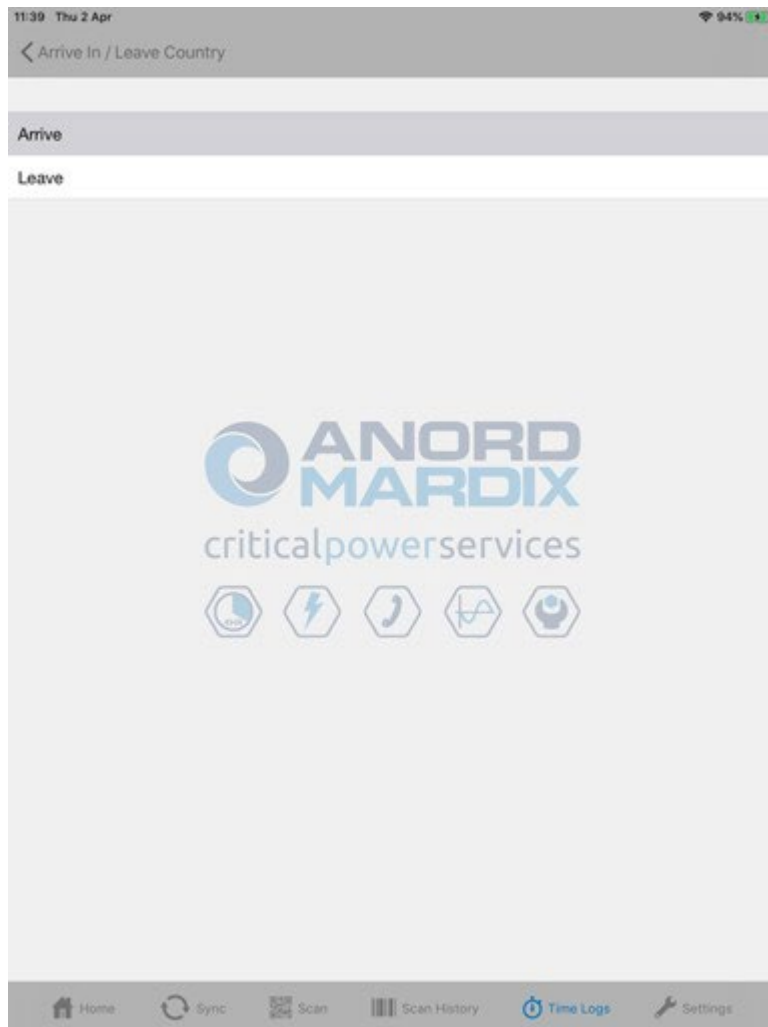 11:39 Thu 2 Apr 94%
Arrive In / Leave Country
Arrive
Leave
ANORD
MARDIX
criticalpowerservices
Home Sync Scan Scan History Time Logs Settings